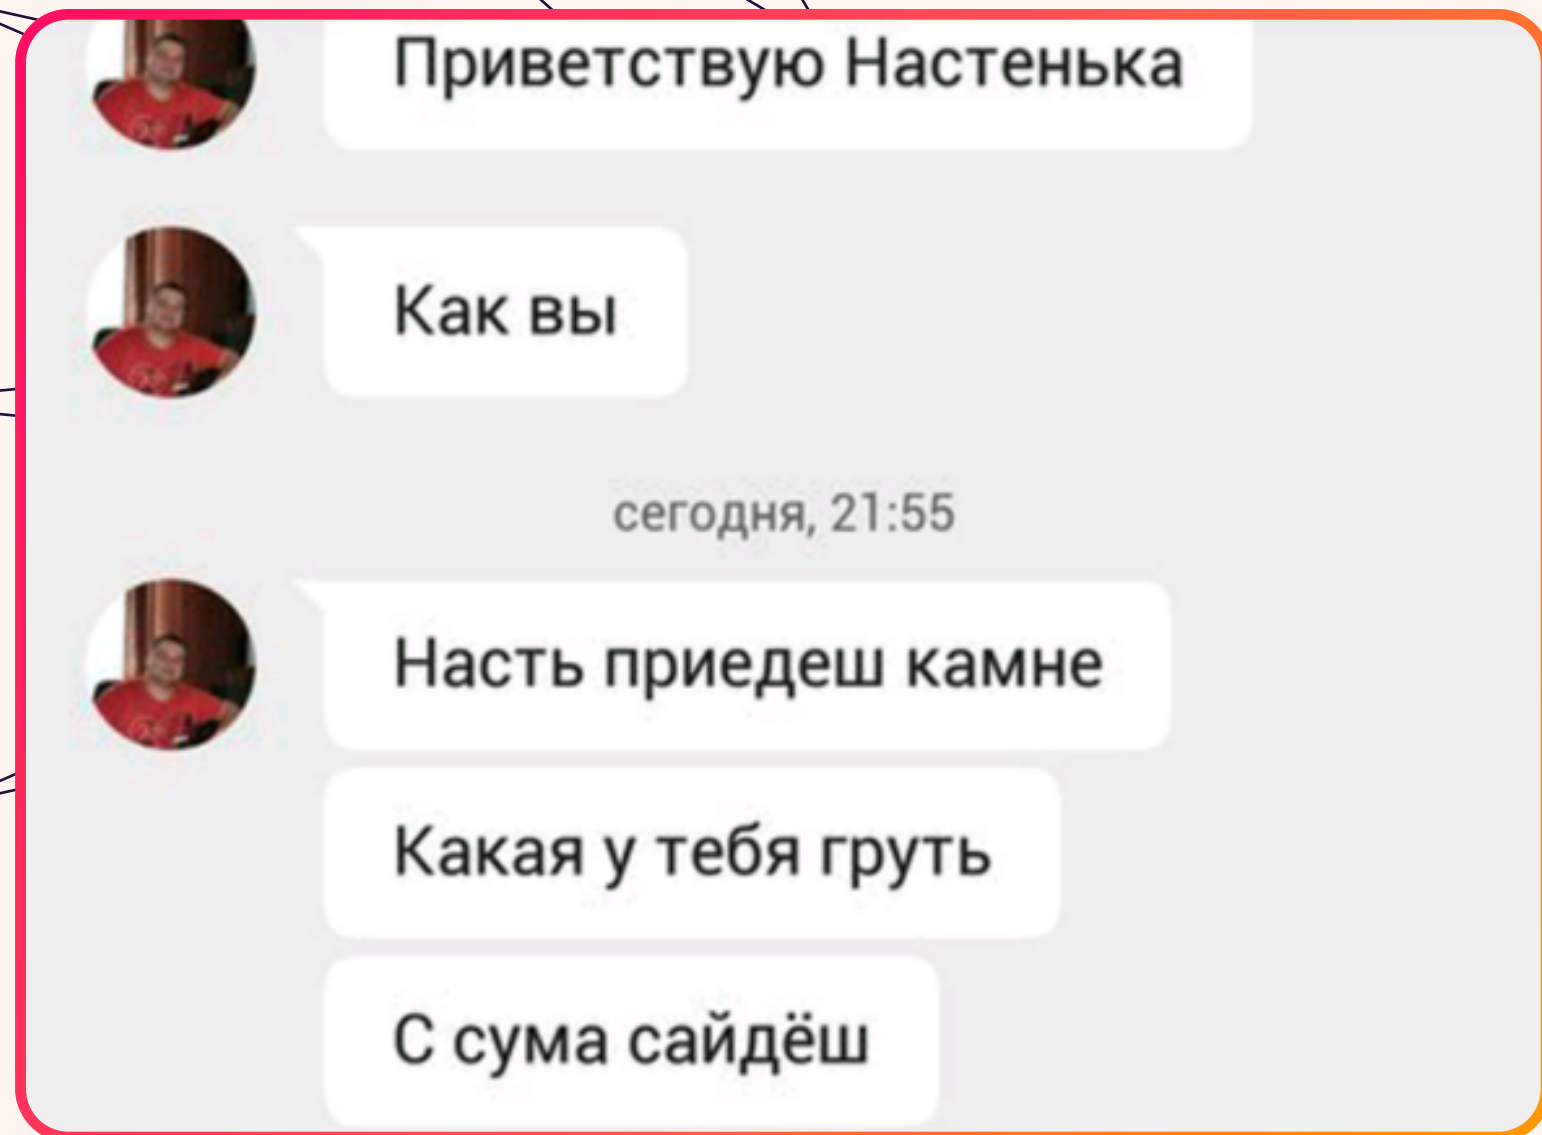 Приветствую Настенька
Как вы
сегодня, 21:55
Насть приедеш камне
Какая у тебя груть
С сума сайдёш